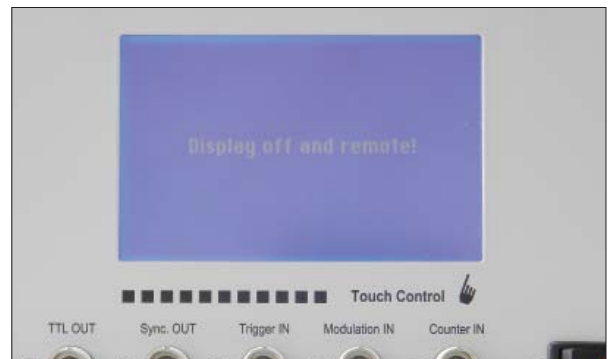 Display off and remote!
Touch Control
TTL OUT Sync. OUT Trigger IN Modulation IN Counter IN